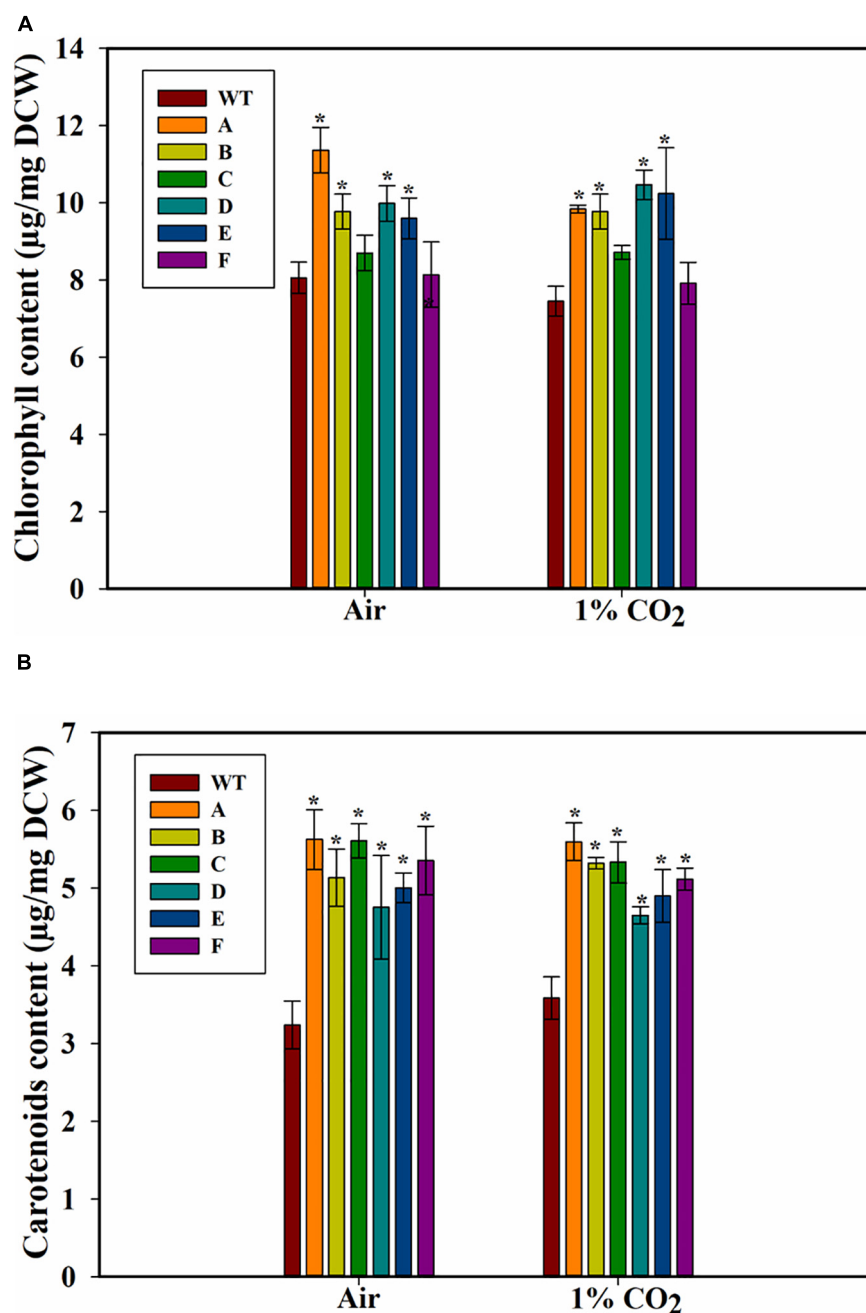 A
Chlorophyll content (µg/mg DCW)
14
12
10
8
6
4
2
0
WT
A
B
C
D
E
F
* * * * *
* * * * *
Air
1% CO₂
B
Carotenoids content (µg/mg DCW)
7
6
5
4
3
2
1
0
WT
A
B
C
D
E
F
* * * * * *
* * * * * *
Air
1% CO₂